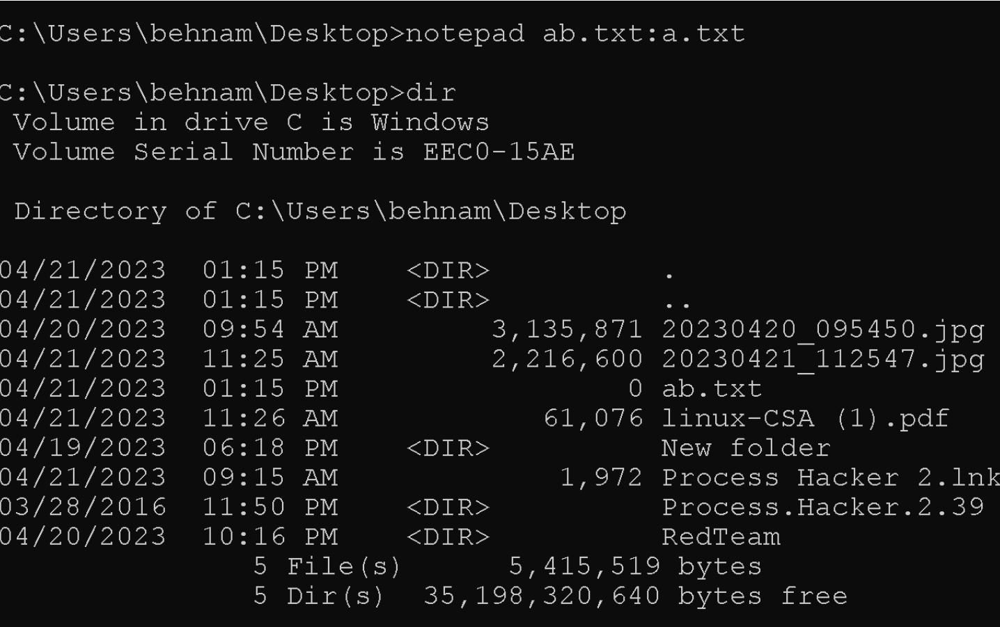 C:\Users\behnam\Desktop>notepad ab.txt:a.txt
C:\Users\behnam\Desktop>dir
Volume in drive C is Windows
Volume Serial Number is EEC0-15AE
Directory of C:\Users\behnam\Desktop
04/21/2023  01:15 PM    <DIR>          .
04/21/2023  01:15 PM    <DIR>          ..
04/20/2023  09:54 AM         3,135,871 20230420_095450.jpg
04/21/2023  11:25 AM         2,216,600 20230421_112547.jpg
04/21/2023  01:15 PM                 0 ab.txt
04/21/2023  11:26 AM            61,076 linux-CSA (1).pdf
04/19/2023  06:18 PM    <DIR>          New folder
04/21/2023  09:15 AM             1,972 Process Hacker 2.lnk
03/28/2016  11:50 PM    <DIR>          Process.Hacker.2.39
04/20/2023  10:16 PM    <DIR>          RedTeam
5 File(s)      5,415,519 bytes
5 Dir(s)  35,198,320,640 bytes free